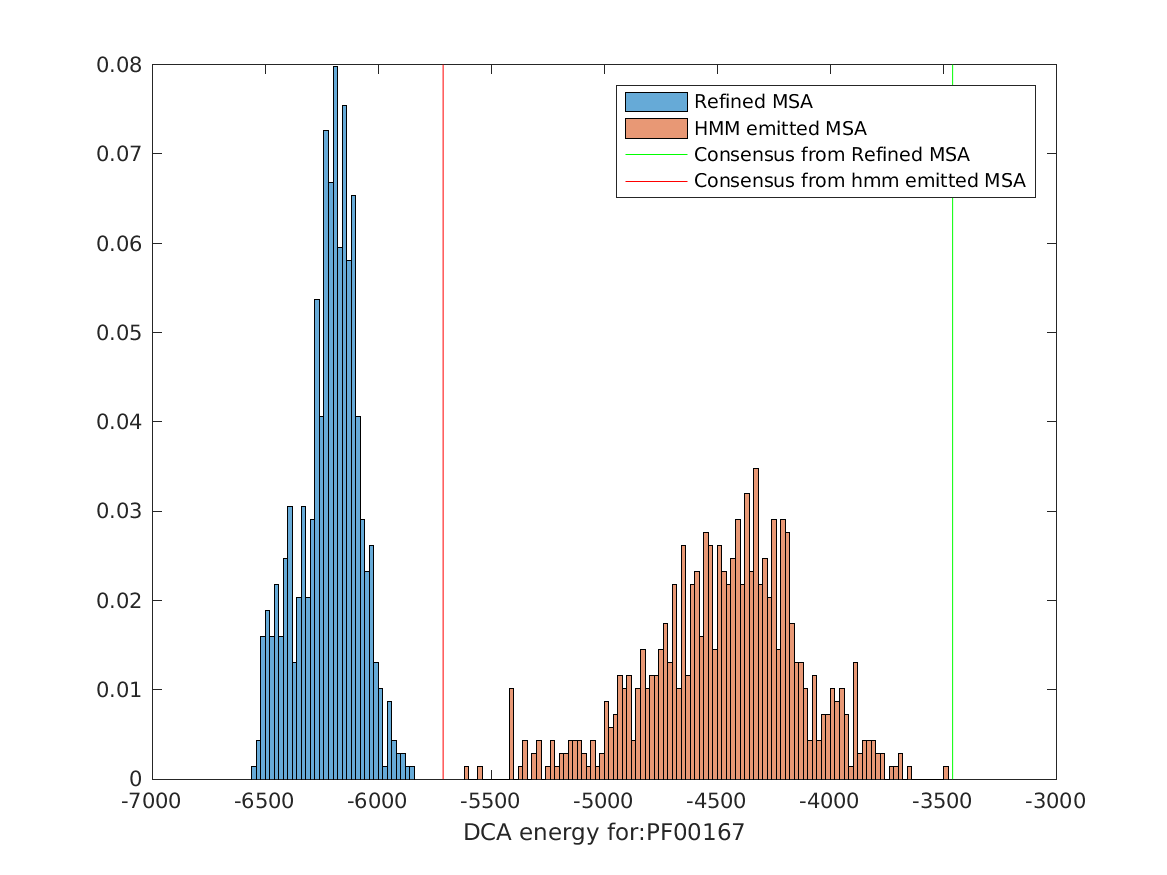 0.08
0.07
0.06
0.05
0.04
0.03
0.02
0.01
0
-7000 -6500 -6000 -5500 -5000 -4500 -4000 -3500 -3000
DCA energy for:PF00167
Refined MSA
HMM emitted MSA
Consensus from Refined MSA
Consensus from hmm emitted MSA